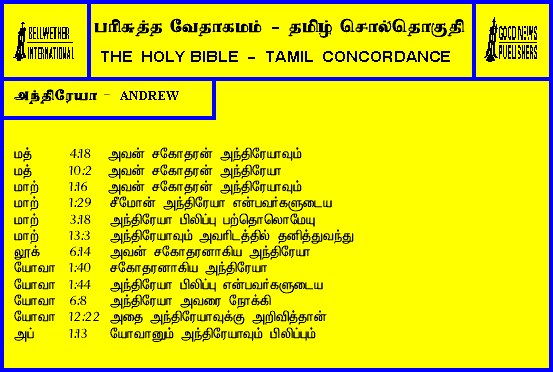 BELLWETHER
INTERNATIONAL
பரிசுத்த வேதாகமம் - தமிழ் சொல்தொகுதி
THE HOLY BIBLE - TAMIL CONCORDANCE
GOOD NEWS
PUBLISHERS
அந்திரேயா - ANDREW
மத் 4:18 அவன் சகோதரன் அந்திரேயாவும்
மத் 10:2 அவன் சகோதரன் அந்திரேயா
மாற் 1:16 அவன் சகோதரன் அந்திரேயாவும்
மாற் 1:29 சீமோன் அந்திரேயா என்பவர்களுடைய
மாற் 3:18 அந்திரேயா பிலிப்பு பற்தொலொமேயு
மாற் 13:3 அந்திரேயாவும் அவரிடத்தில் தனித்துவந்து
லூக் 6:14 அவன் சகோதரனாகிய அந்திரேயா
யோவா 1:40 சகோதரனாகிய அந்திரேயா
யோவா 1:44 அந்திரேயா பிலிப்பு என்பவர்களுடைய
யோவா 6:8 அந்திரேயா அவரை நோக்கி
யோவா 12:22 அதை அந்திரேயாவுக்கு அறிவித்தான்
அப் 1:13 யோவானும் அந்திரேயாவும் பிலிப்பும்